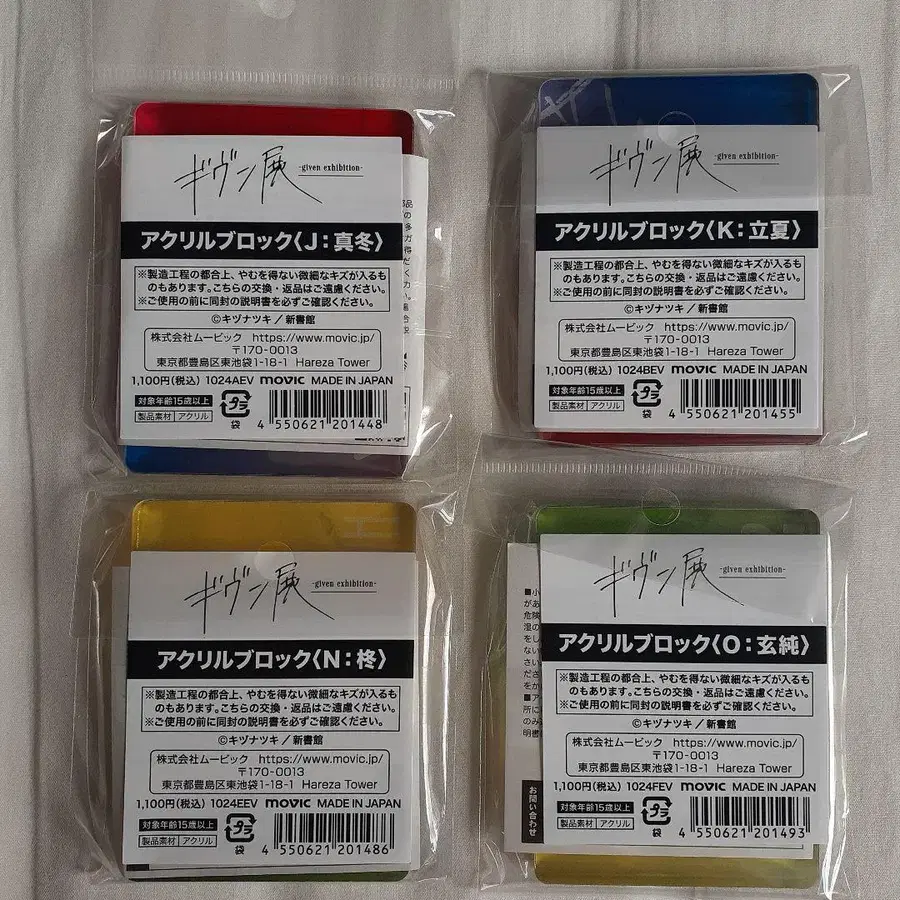 ギヴン展 -given exhibition-
アクリルブロック〈J:真冬〉
※製造工程の都合上、やむを得ない微細なキズが入るも
のもあります。こちらの交換・返品はご遠慮ください。
※ご使用の前に同封の説明書を必ずご確認ください。
©キヅナツキ/新書館
株式会社ムービック https://www.movic.jp/
〒170-0013
東京都豊島区東池袋1-18-1 Hareza Tower
1,100円(税込) 1024AEV movic MADE IN JAPAN
対象年齢15歳以上
製品素材 アクリル
プラ
袋
4 550621 201448
ギヴン展 -given exhibition-
アクリルブロック〈K:立夏〉
※製造工程の都合上、やむを得ない微細なキズが入るも
のもあります。こちらの交換・返品はご遠慮ください。
※ご使用の前に同封の説明書を必ずご確認ください。
©キヅナツキ/新書館
株式会社ムービック https://www.movic.jp/
〒170-0013
東京都豊島区東池袋1-18-1 Hareza Tower
1,100円(税込) 1024BEV movic MADE IN JAPAN
対象年齢15歳以上
製品素材 アクリル
プラ
袋
4 550621 201455
ギヴン展 -given exhibition-
アクリルブロック〈N:柊〉
※製造工程の都合上、やむを得ない微細なキズが入るも
のもあります。こちらの交換・返品はご遠慮ください。
※ご使用の前に同封の説明書を必ずご確認ください。
©キヅナツキ/新書館
株式会社ムービック https://www.movic.jp/
〒170-0013
東京都豊島区東池袋1-18-1 Hareza Tower
1,100円(税込) 1024EEV movic MADE IN JAPAN
対象年齢15歳以上
製品素材 アクリル
プラ
袋
4 550621 201486
ギヴン展 -given exhibition-
アクリルブロック〈O:玄純〉
※製造工程の都合上、やむを得ない微細なキズが入るも
のもあります。こちらの交換・返品はご遠慮ください。
※ご使用の前に同封の説明書を必ずご確認ください。
©キヅナツキ/新書館
株式会社ムービック https://www.movic.jp/
〒170-0013
東京都豊島区東池袋1-18-1 Hareza Tower
1,100円(税込) 1024FEV movic MADE IN JAPAN
対象年齢15歳以上
製品素材 アクリル
プラ
袋
4 550621 201493
■小
があ
危険
湿の
をし
ない
さい
ださ
をか
■ア
所に
のみ
明書
お問い合わせ